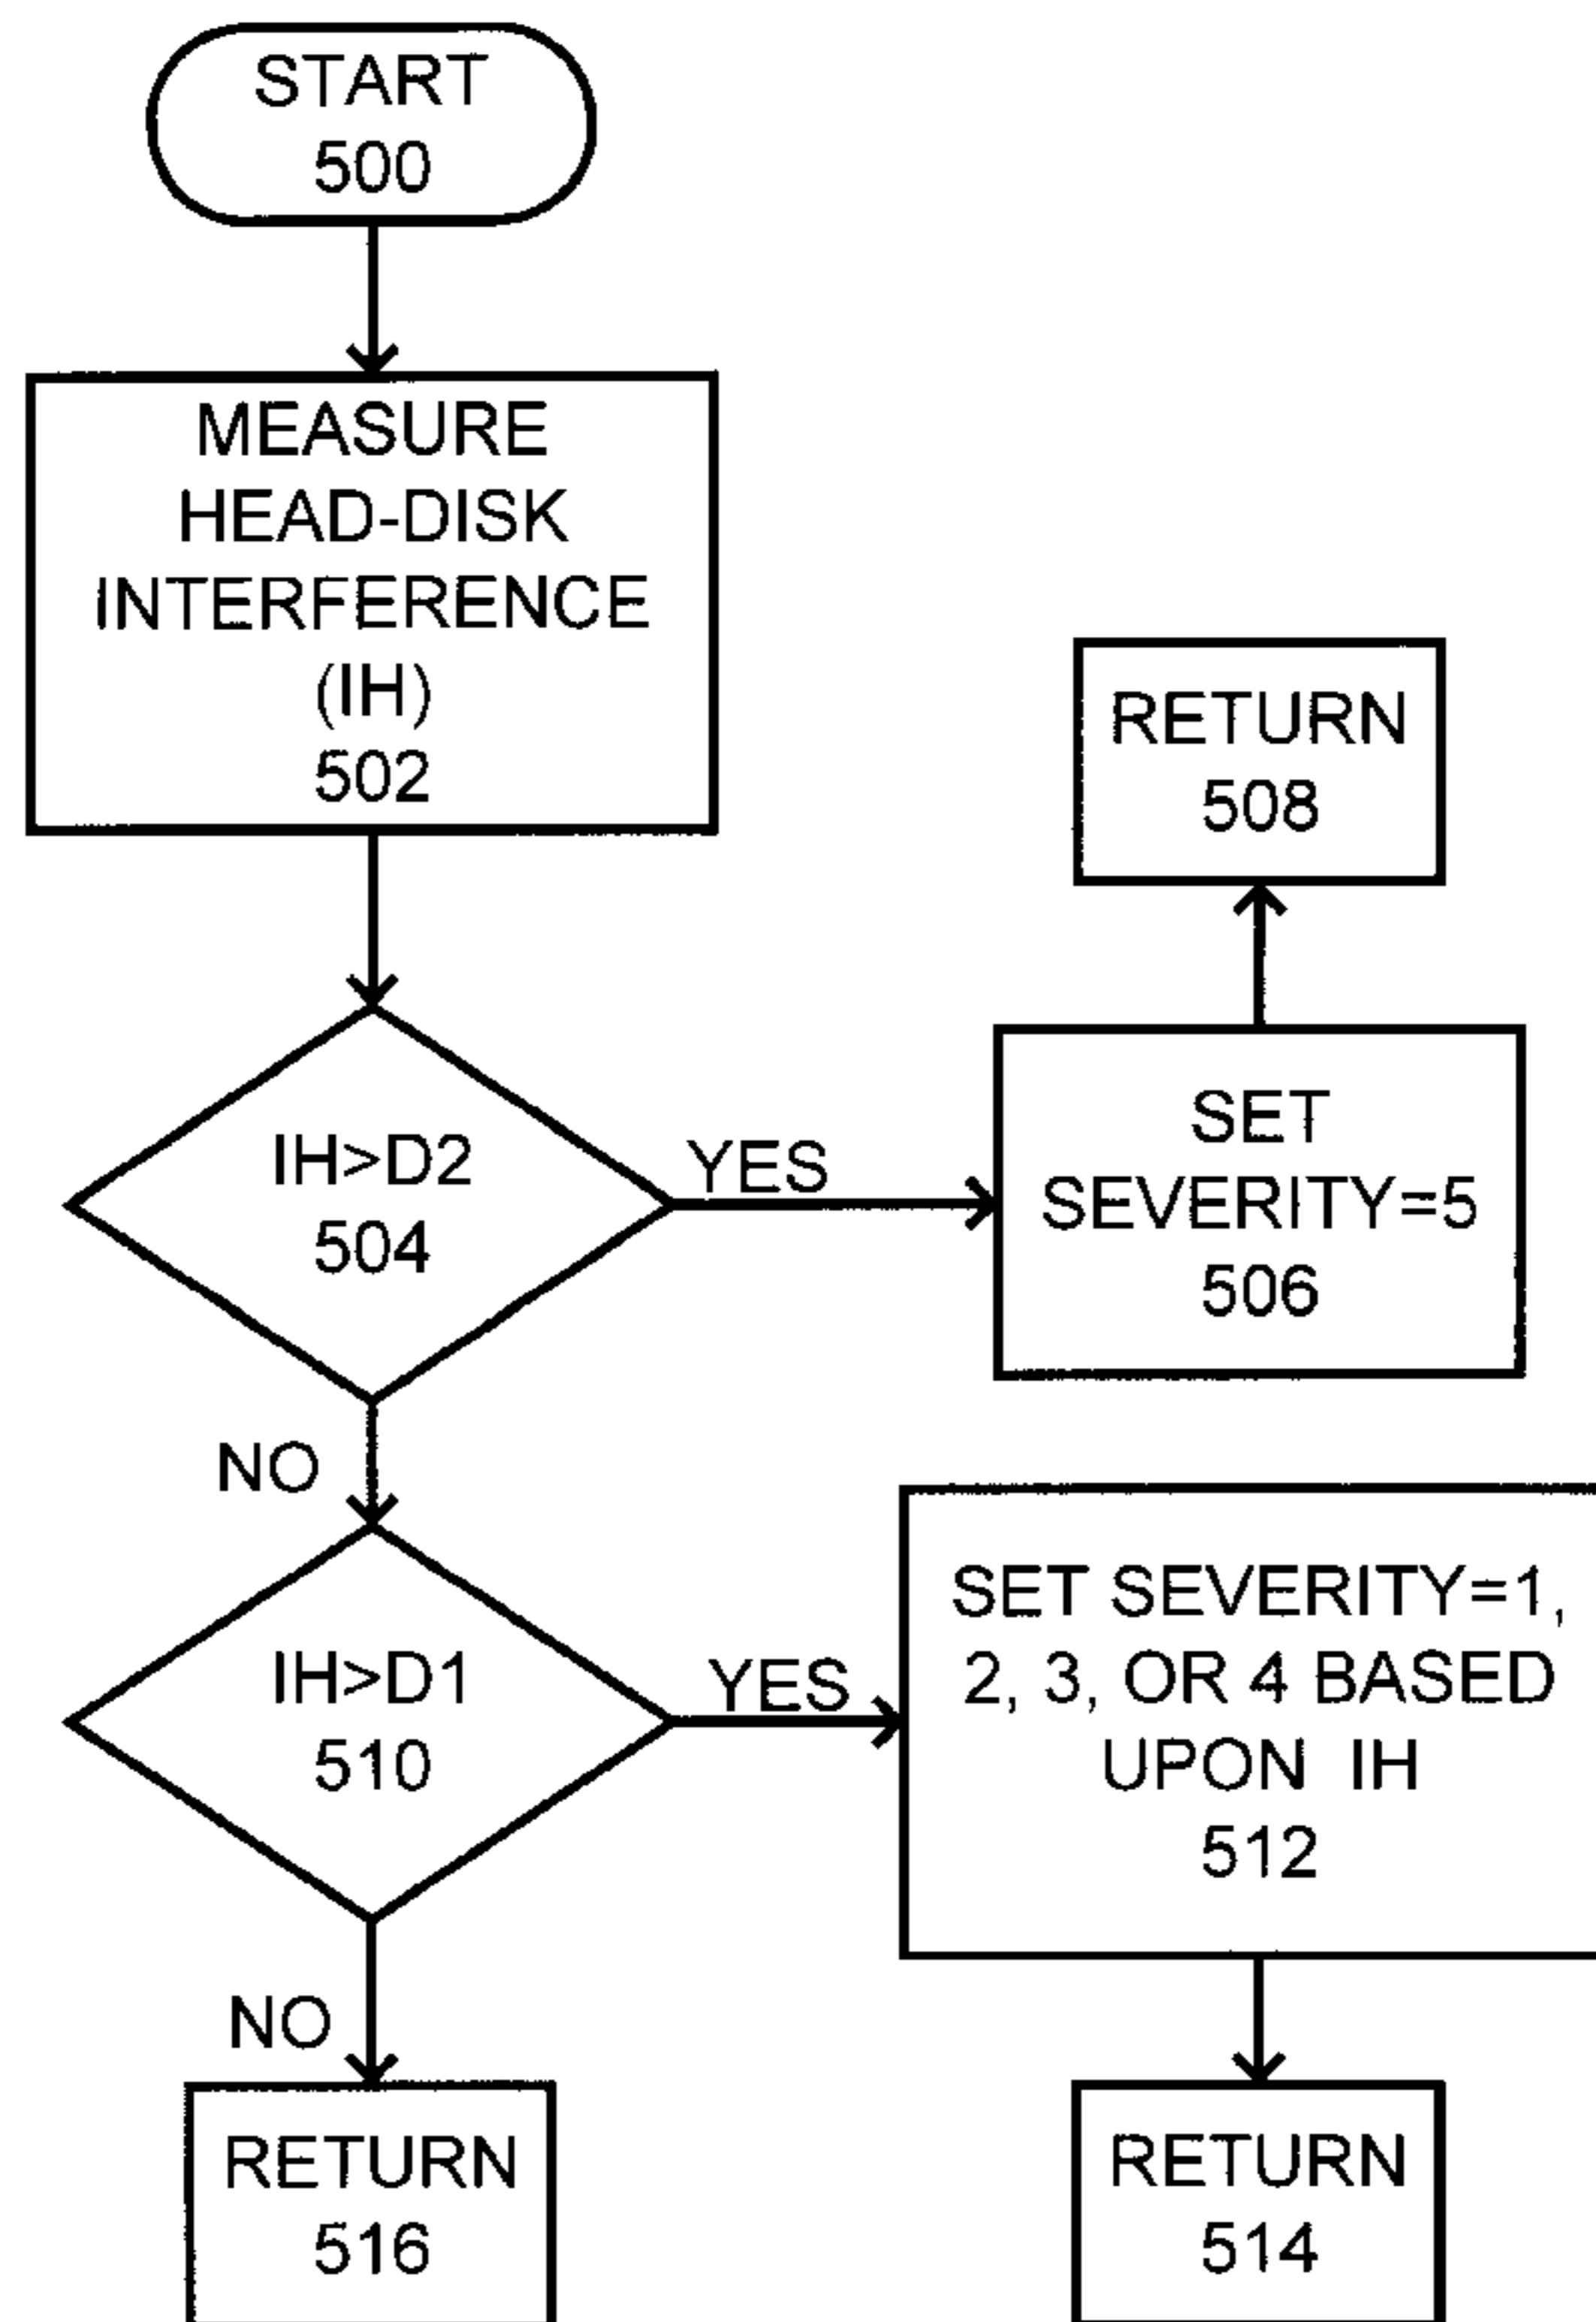 START
500
MEASURE
HEAD-DISK
INTERFERENCE
(IH)
502
RETURN
508
IH>D2
504
YES
SET
SEVERITY=5
506
NO
IH>D1
510
YES
SET SEVERITY=1,
2, 3, OR 4 BASED
UPON IH
512
NO
RETURN
516
RETURN
514